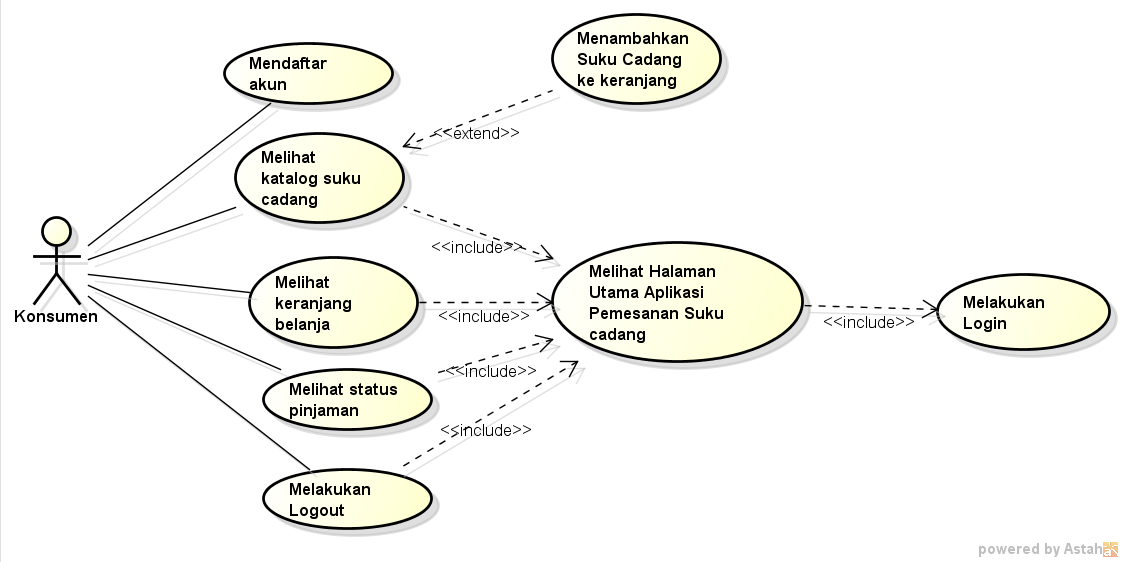 Mendaftar
akun
Menambahkan
Suku Cadang
ke keranjang
<<extend>>
Melihat
katalog suku
cadang
<<include>>
Konsumen
Melihat
keranjang
belanja
<<include>>
Melihat Halaman
Utama Aplikasi
Pemesanan Suku
cadang
<<include>>
Melakukan
Login
Melihat status
pinjaman
<<include>>
Melakukan
Logout
<<include>>
powered by Astah